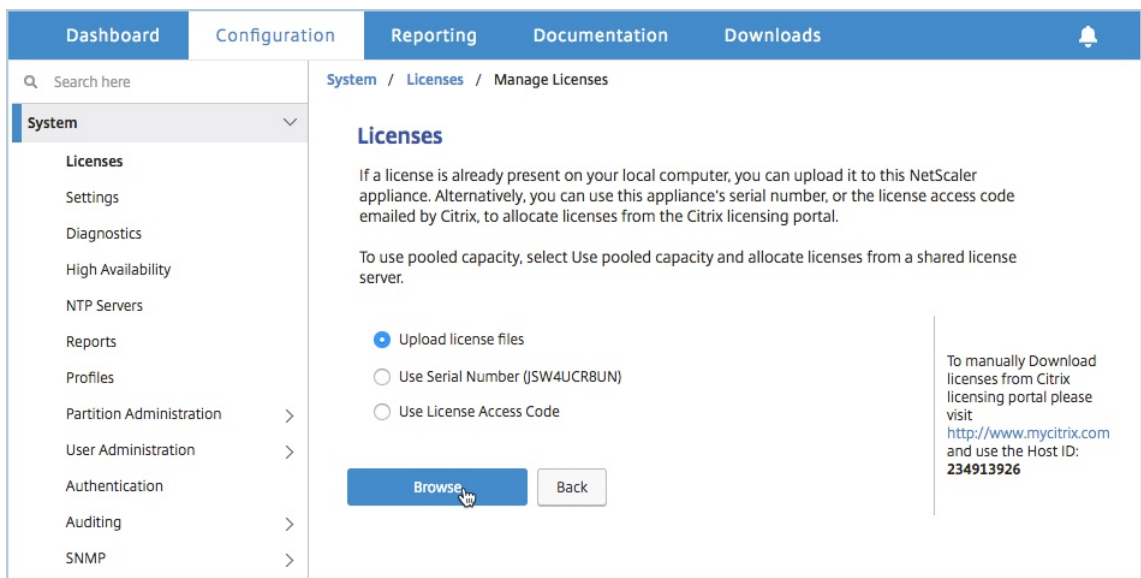 Dashboard Configuration Reporting Documentation Downloads
Search here
System
Licenses
Settings
Diagnostics
High Availability
NTP Servers
Reports
Profiles
Partition Administration
User Administration
Authentication
Auditing
SNMP
System / Licenses / Manage Licenses
Licenses
If a license is already present on your local computer, you can upload it to this NetScaler
appliance. Alternatively, you can use this appliance's serial number, or the license access code
emailed by Citrix, to allocate licenses from the Citrix licensing portal.
To use pooled capacity, select Use pooled capacity and allocate licenses from a shared license
server.
Upload license files
Use Serial Number (JSW4UCR8UN)
Use License Access Code
Browse Back
To manually Download
licenses from Citrix
licensing portal please
visit
http://www.mycitrix.com
and use the Host ID:
234913926